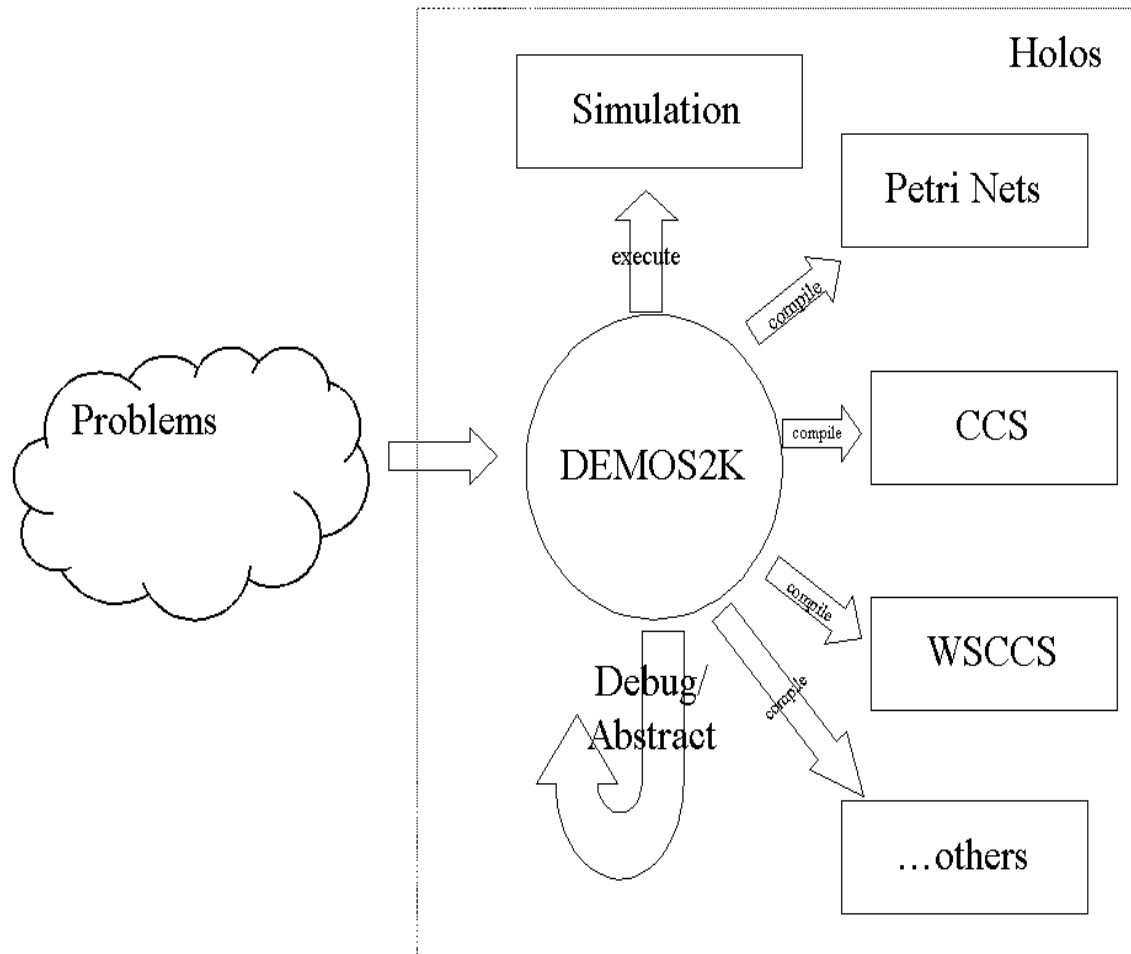 Holos
Simulation
Petri Nets
execute
compile
Problems
CCS
compile
DEMOS2K
compile
WSCCS
Debug/
Abstract
compile
...others